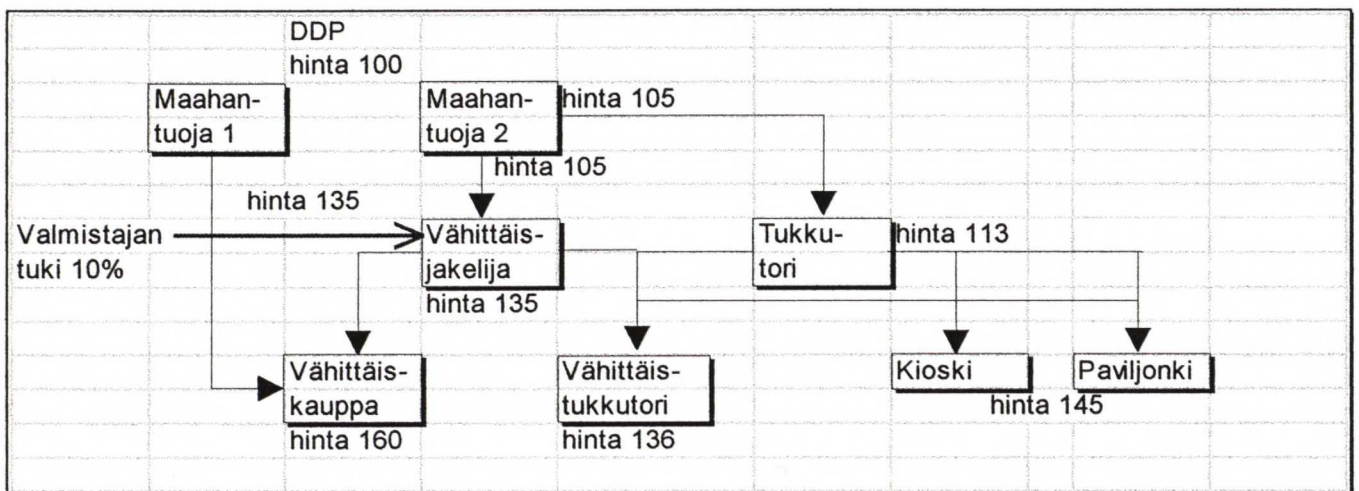 DDP
hinta 100
Maahan-
tuoja 1
Maahan-
tuoja 2
hinta 105
hinta 105
hinta 135
Valmistajan
tuki 10%
Vähittäis-
jakelija
hinta 135
Tukku-
tori
hinta 113
Vähittäis-
kauppa
hinta 160
Vähittäis-
tukkutori
hinta 136
Kioski
Paviljonki
hinta 145